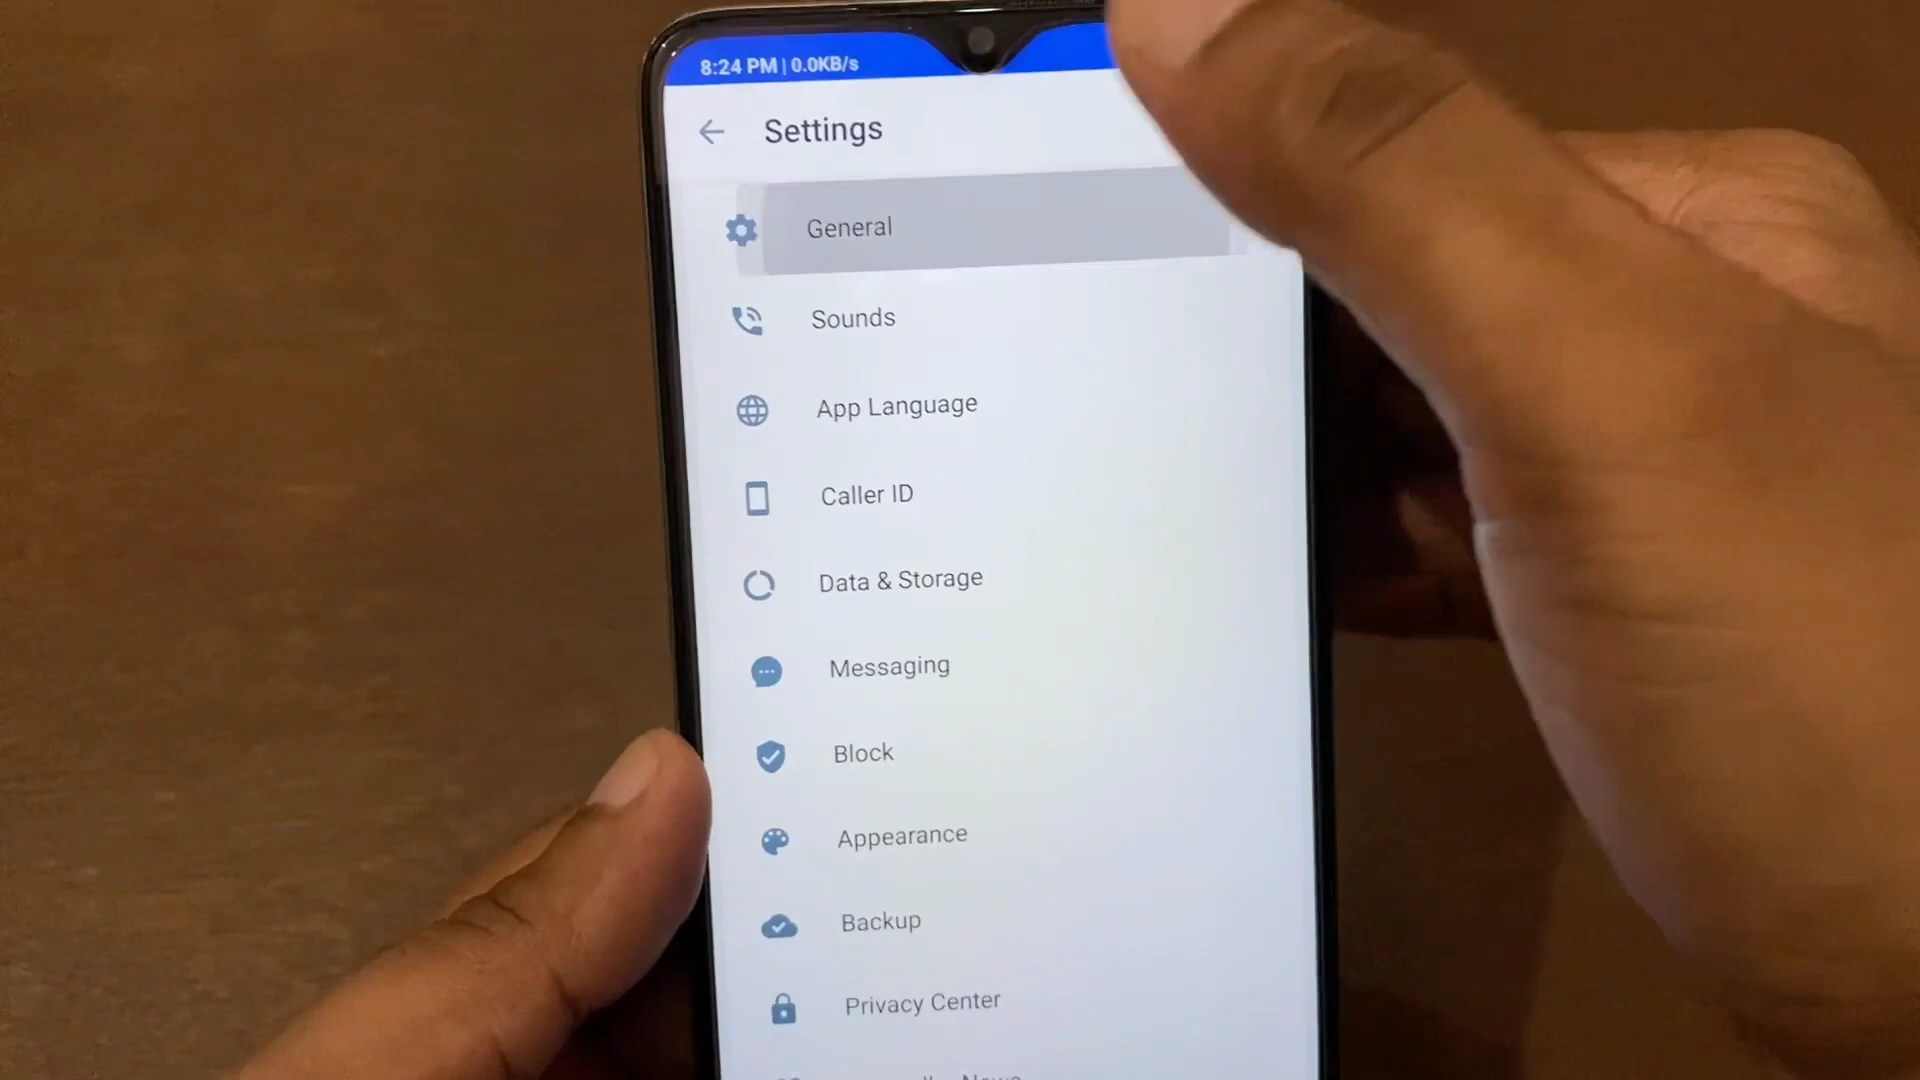 8:24 PM | 0.0KB/s
Settings
General
Sounds
App Language
Caller ID
Data & Storage
Messaging
Block
Appearance
Backup
Privacy Center